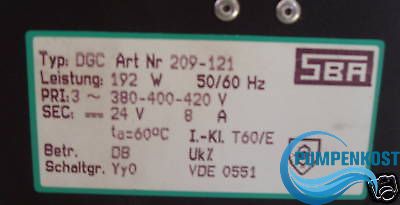 Typ: DGC Art Nr 209-121
SBA
Leistung: 192 W 50/60 Hz
PRI: 3 ~ 380-400-420 V
SEC: 24 V 8 A
ta=60°C I.-Kl. T60/E
Betr. DB Uk%
Schaltgr. Yy0 VDE 0551
PUMPENKOST